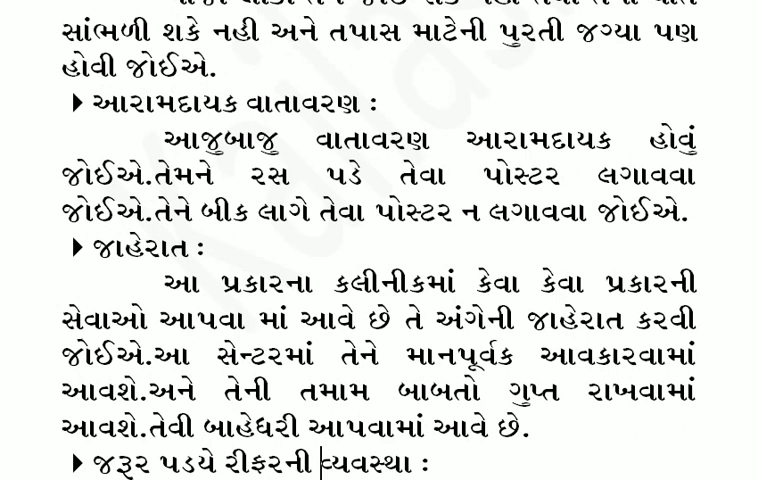 સાંભળી શકે નહી અને તપાસ માટેની પુરતી જગ્યા પણ
હોવી જોઈએ.
આરામદાયક વાતાવરણ :
આજુબાજુ વાતાવરણ આરામદાયક હોવું
જોઈએ.તેમને રસ પડે તેવા પોસ્ટર લગાવવા
જોઈએ.તેને બીક લાગે તેવા પોસ્ટર ન લગાવવા જોઈએ.
જાહેરાત :
આ પ્રકારના કલીનીકમાં કેવા કેવા પ્રકારની
સેવાઓ આપવા માં આવે છે તે અંગેની જાહેરાત કરવી
જોઈએ.આ સેન્ટરમાં તેને માનપૂર્વક આવકારવામાં
આવશે.અને તેની તમામ બાબતો ગુપ્ત રાખવામાં
આવશે.તેવી બાહેધરી આપવામાં આવે છે.
જરૂર પડયે રીફરની વ્યવસ્થા :